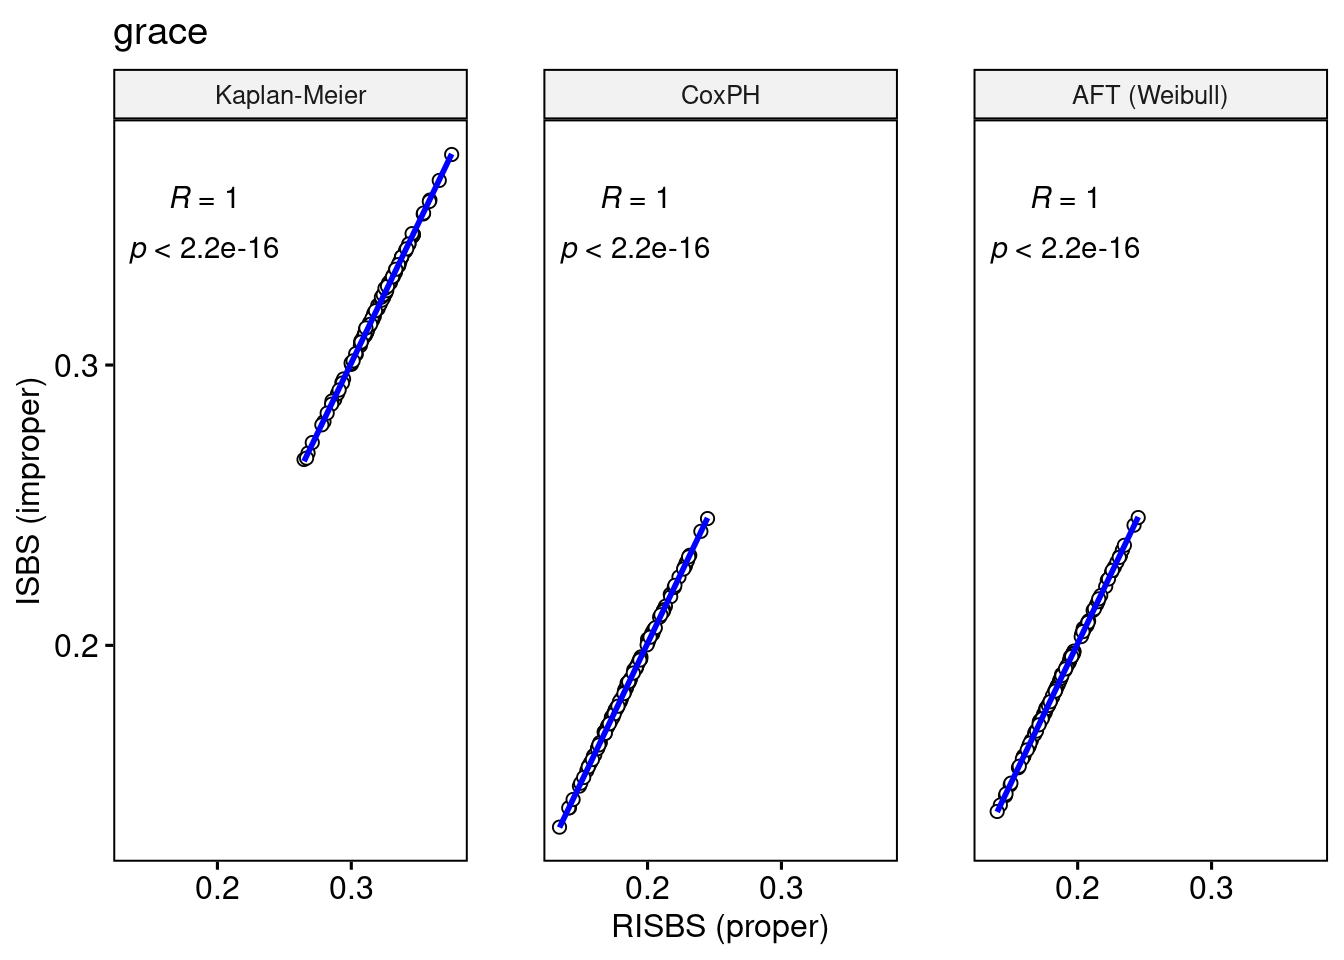 grace
Kaplan-Meier
CoxPH
AFT (Weibull)
R = 1
p < 2.2e-16
R = 1
p < 2.2e-16
R = 1
p < 2.2e-16
ISBS (improper)
0.3
0.2
0.2 0.3
0.2 0.3
0.2 0.3
RISBS (proper)